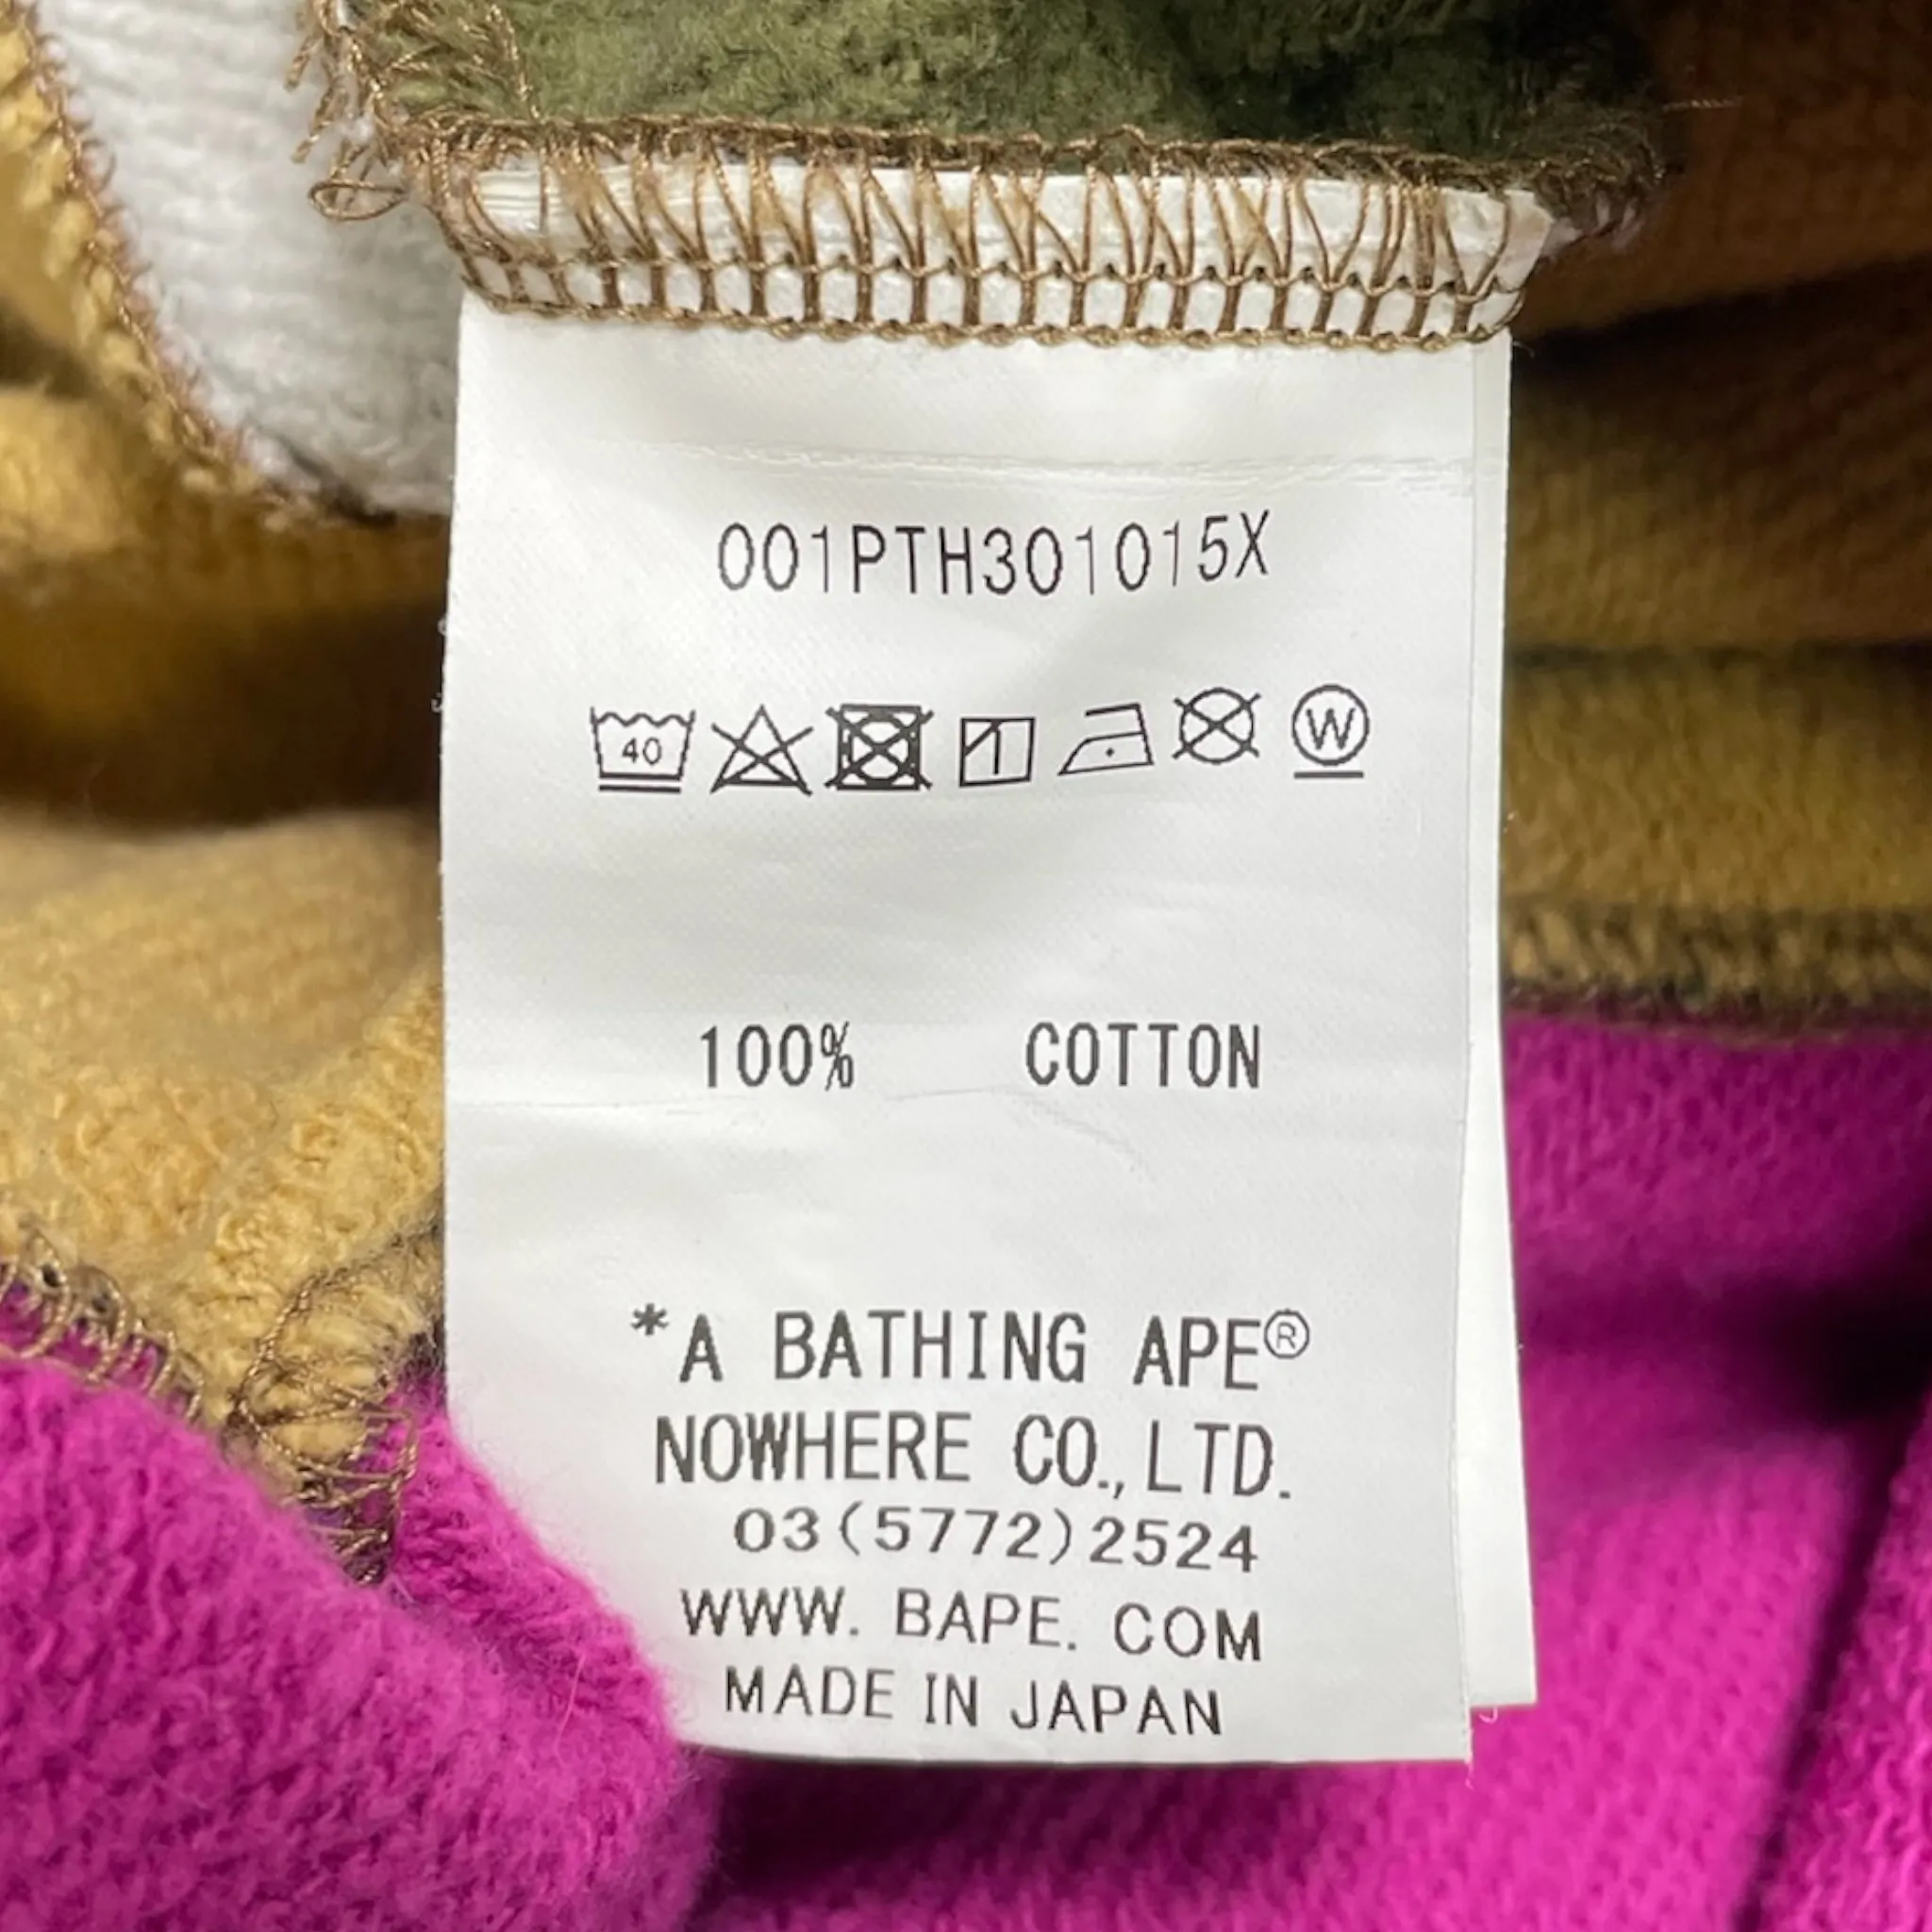 001PTH301015X
40
W
100% COTTON
*A BATHING APE®
NOWHERE CO.,LTD.
03(5772)2524
WWW. BAPE. COM
MADE IN JAPAN